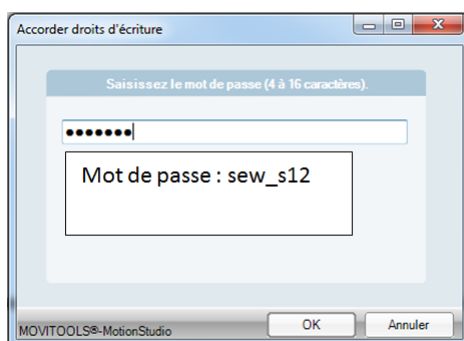 Accorder droits d'écriture
Saisissez le mot de passe (4 à 16 caractères).
•••••••
Mot de passe : sew_s12
MOVITOOLS®-MotionStudio
OK
Annuler